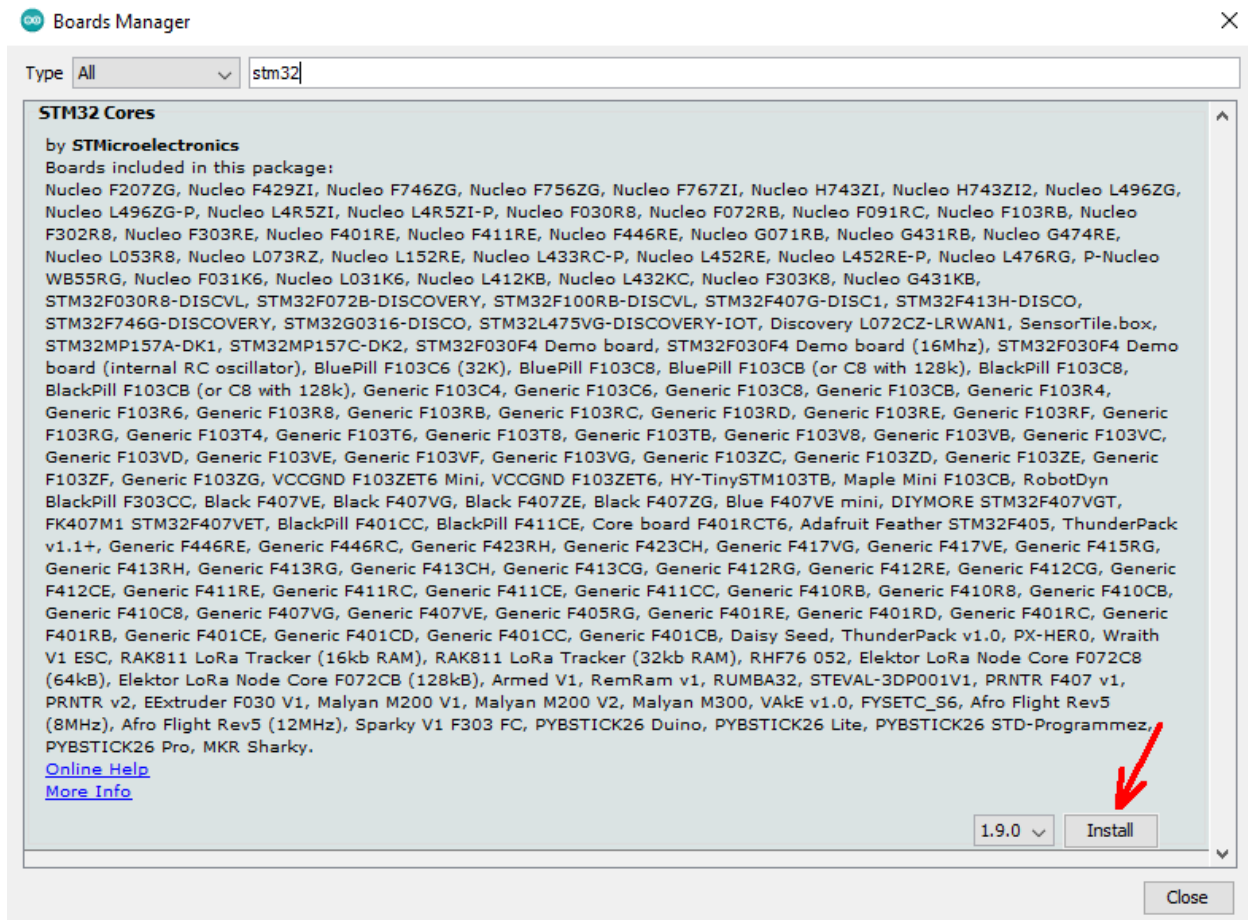 Boards Manager
Type All stm32
STM32 Cores
by STMicroelectronics
Boards included in this package:
Nucleo F207ZG, Nucleo F429ZI, Nucleo F746ZG, Nucleo F756ZG, Nucleo F767ZI, Nucleo H743ZI, Nucleo H743ZI2, Nucleo L496ZG,
Nucleo L496ZG-P, Nucleo L4R5ZI, Nucleo L4R5ZI-P, Nucleo F030R8, Nucleo F072RB, Nucleo F091RC, Nucleo F103RB, Nucleo
F302R8, Nucleo F303RE, Nucleo F401RE, Nucleo F411RE, Nucleo F446RE, Nucleo G071RB, Nucleo G431RB, Nucleo G474RE,
Nucleo L053R8, Nucleo L073RZ, Nucleo L152RE, Nucleo L433RC-P, Nucleo L452RE, Nucleo L452RE-P, Nucleo L476RG, P-Nucleo
WB55RG, Nucleo F031K6, Nucleo L031K6, Nucleo L412KB, Nucleo L432KC, Nucleo F303K8, Nucleo G431KB,
STM32F030R8-DISCVL, STM32F072B-DISCOVERY, STM32F100RB-DISCVL, STM32F407G-DISC1, STM32F413H-DISCO,
STM32F746G-DISCOVERY, STM32G0316-DISCO, STM32L475VG-DISCOVERY-IOT, Discovery L072CZ-LRWAN1, SensorTile.box,
STM32MP157A-DK1, STM32MP157C-DK2, STM32F030F4 Demo board, STM32F030F4 Demo board (16Mhz), STM32F030F4 Demo
board (internal RC oscillator), BluePill F103C6 (32K), BluePill F103C8, BluePill F103CB (or C8 with 128k), BlackPill F103C8,
BlackPill F103CB (or C8 with 128k), Generic F103C4, Generic F103C6, Generic F103C8, Generic F103CB, Generic F103R4,
Generic F103R6, Generic F103R8, Generic F103RB, Generic F103RC, Generic F103RD, Generic F103RE, Generic F103RF, Generic
F103RG, Generic F103T4, Generic F103T6, Generic F103T8, Generic F103TB, Generic F103V8, Generic F103VB, Generic F103VC,
Generic F103VD, Generic F103VE, Generic F103VF, Generic F103VG, Generic F103ZC, Generic F103ZD, Generic F103ZE, Generic
F103ZF, Generic F103ZG, VCCGND F103ZET6 Mini, VCCGND F103ZET6, HY-TinySTM103TB, Maple Mini F103CB, RobotDyn
BlackPill F303CC, Black F407VE, Black F407VG, Black F407ZE, Black F407ZG, Blue F407VE mini, DIYMORE STM32F407VGT,
FK407M1 STM32F407VET, BlackPill F401CC, BlackPill F411CE, Core board F401RCT6, Adafruit Feather STM32F405, ThunderPack
v1.1+, Generic F446RE, Generic F446RC, Generic F423RH, Generic F423CH, Generic F417VG, Generic F417VE, Generic F415RG,
Generic F413RH, Generic F413RG, Generic F413CH, Generic F413CG, Generic F412RG, Generic F412RE, Generic F412CG, Generic
F412CE, Generic F411RE, Generic F411RC, Generic F411CE, Generic F411CC, Generic F410RB, Generic F410R8, Generic F410CB,
Generic F410C8, Generic F407VG, Generic F407VE, Generic F405RG, Generic F401RE, Generic F401RD, Generic F401RC, Generic
F401RB, Generic F401CE, Generic F401CD, Generic F401CC, Generic F401CB, Daisy Seed, ThunderPack v1.0, PX-HER0, Wraith
V1 ESC, RAK811 LoRa Tracker (16kb RAM), RAK811 LoRa Tracker (32kb RAM), RHF76 052, Elektor LoRa Node Core F072C8
(64kB), Elektor LoRa Node Core F072CB (128kB), Armed V1, RemRam v1, RUMBA32, STEVAL-3DP001V1, PRNTR F407 v1,
PRNTR v2, EExtruder F030 V1, Malyan M200 V1, Malyan M200 V2, Malyan M300, VAkE v1.0, FYSETC_S6, Afro Flight Rev5
(8MHz), Afro Flight Rev5 (12MHz), Sparky V1 F303 FC, PYBSTICK26 Duino, PYBSTICK26 Lite, PYBSTICK26 STD-Programmez,
PYBSTICK26 Pro, MKR Sharky.
Online Help
More Info
1.9.0 Install
Close